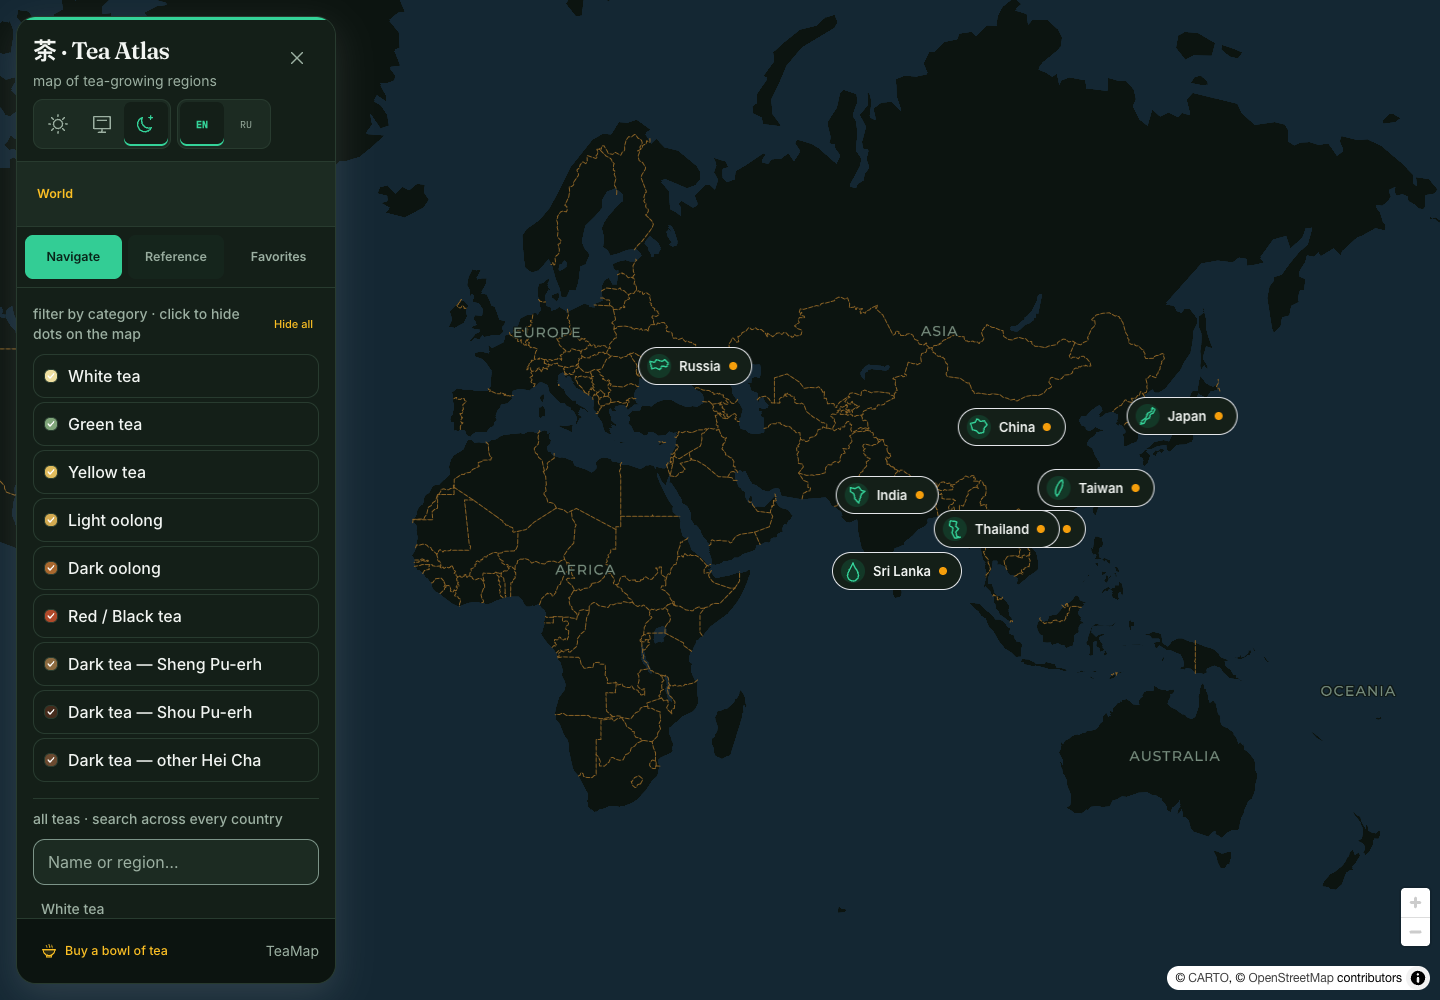 茶 · Tea Atlas
map of tea-growing regions
EN
RU
World
Navigate
Reference
Favorites
filter by category · click to hide
dots on the map
Hide all
White tea
Green tea
Yellow tea
Light oolong
Dark oolong
Red / Black tea
Dark tea — Sheng Pu-erh
Dark tea — Shou Pu-erh
Dark tea — other Hei Cha
all teas · search across every country
Name or region...
White tea
Buy a bowl of tea
TeaMap
EUROPE
ASIA
Russia
China
Japan
India
Taiwan
Thailand
Sri Lanka
AFRICA
OCEANIA
AUSTRALIA
© CARTO, © OpenStreetMap contributors